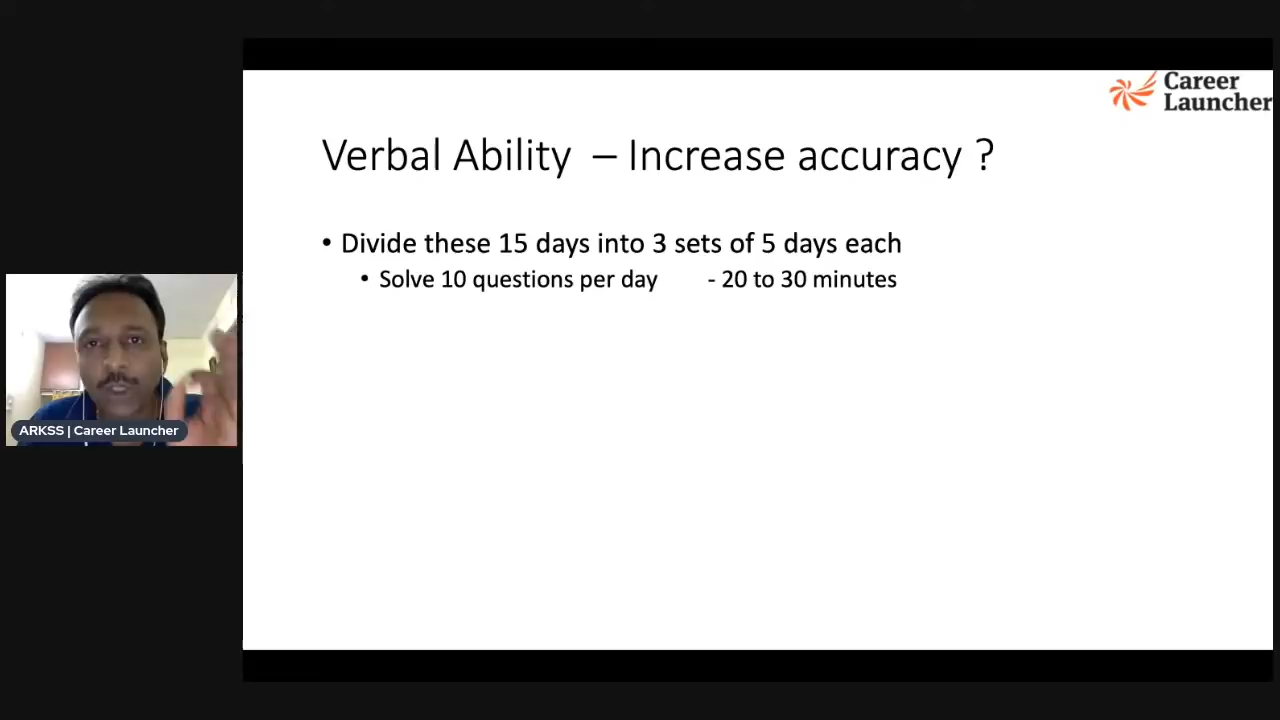 Career
Launcher
Verbal Ability – Increase accuracy ?
• Divide these 15 days into 3 sets of 5 days each
• Solve 10 questions per day - 20 to 30 minutes
ARKSS | Career Launcher